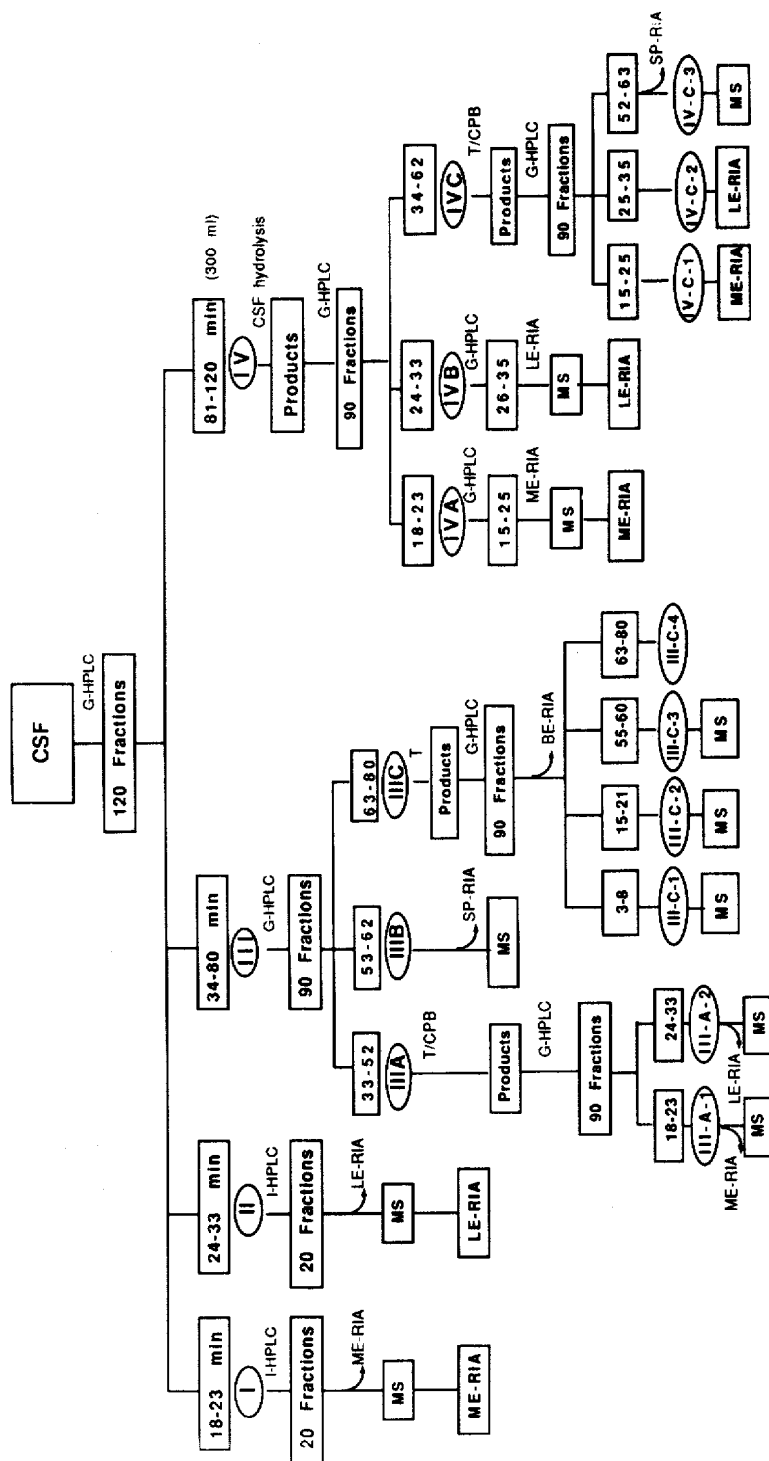 CSF
G-HPLC
120 Fractions
18-23 min
I
I-HPLC
20 Fractions
ME-RIA
MS
ME-RIA
24-33 min
II
I-HPLC
20 Fractions
LE-RIA
MS
LE-RIA
34-80 min
III
G-HPLC
90 Fractions
33-52
IIIA
T/CPB
Products
G-HPLC
90 Fractions
18-23
III-A-1
ME-RIA
MS
24-33
III-A-2
LE-RIA
MS
53-62
IIIB
SP-RIA
MS
63-80
IIIC
T
Products
G-HPLC
90 Fractions
BE-RIA
3-8
III-C-1
MS
15-21
III-C-2
MS
55-60
III-C-3
MS
63-80
III-C-4
81-120 min (300 ml)
IV
CSF hydrolysis
Products
G-HPLC
90 Fractions
18-23
IVA
G-HPLC
15-25
ME-RIA
MS
ME-RIA
24-33
IVB
G-HPLC
26-35
LE-RIA
MS
LE-RIA
34-62
IVC
T/CPB
Products
G-HPLC
90 Fractions
15-25
IV-C-1
ME-RIA
25-35
IV-C-2
LE-RIA
52-63
SP-RIA
IV-C-3
MS